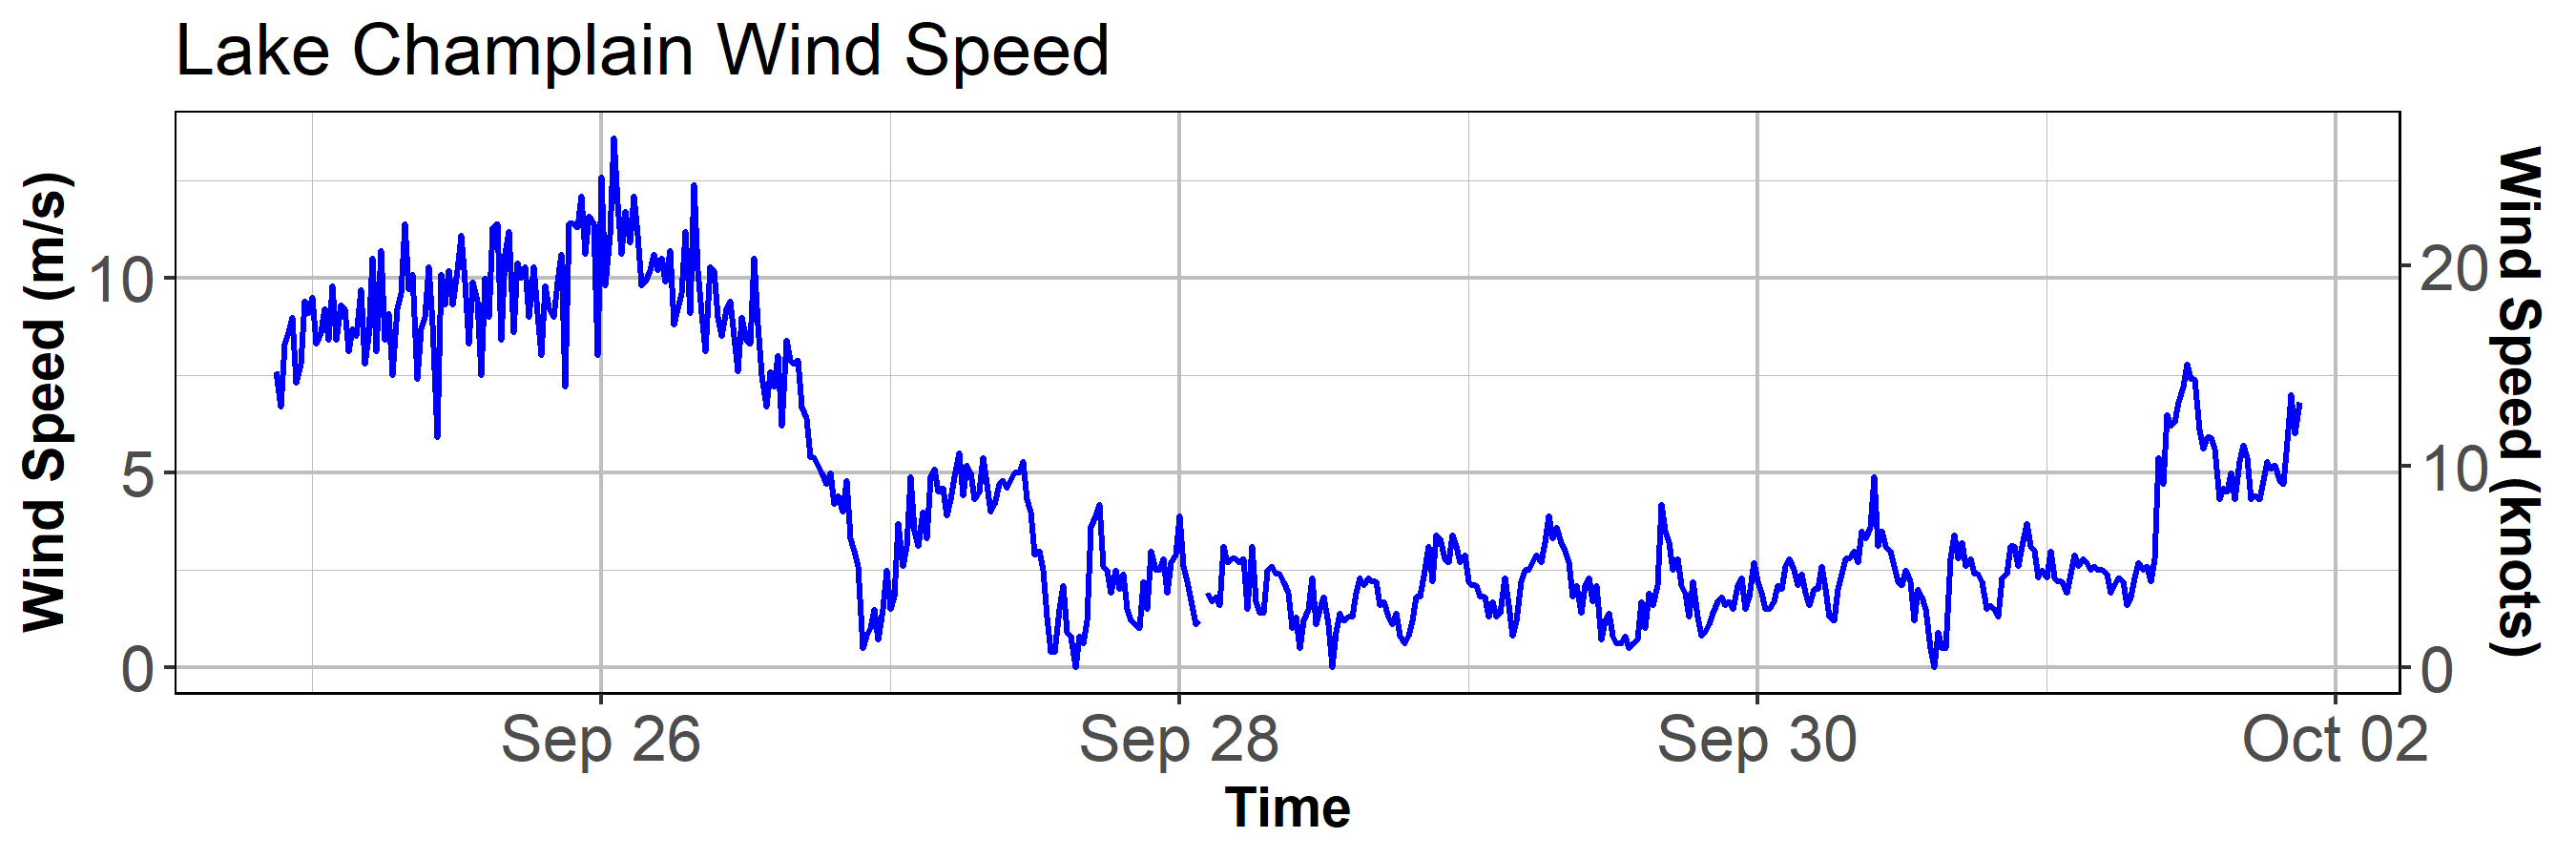 Lake Champlain Wind Speed
Wind Speed (m/s)
10
5
0
20
10
0
Wind Speed (knots)
Sep 26
Sep 28
Sep 30
Oct 02
Time